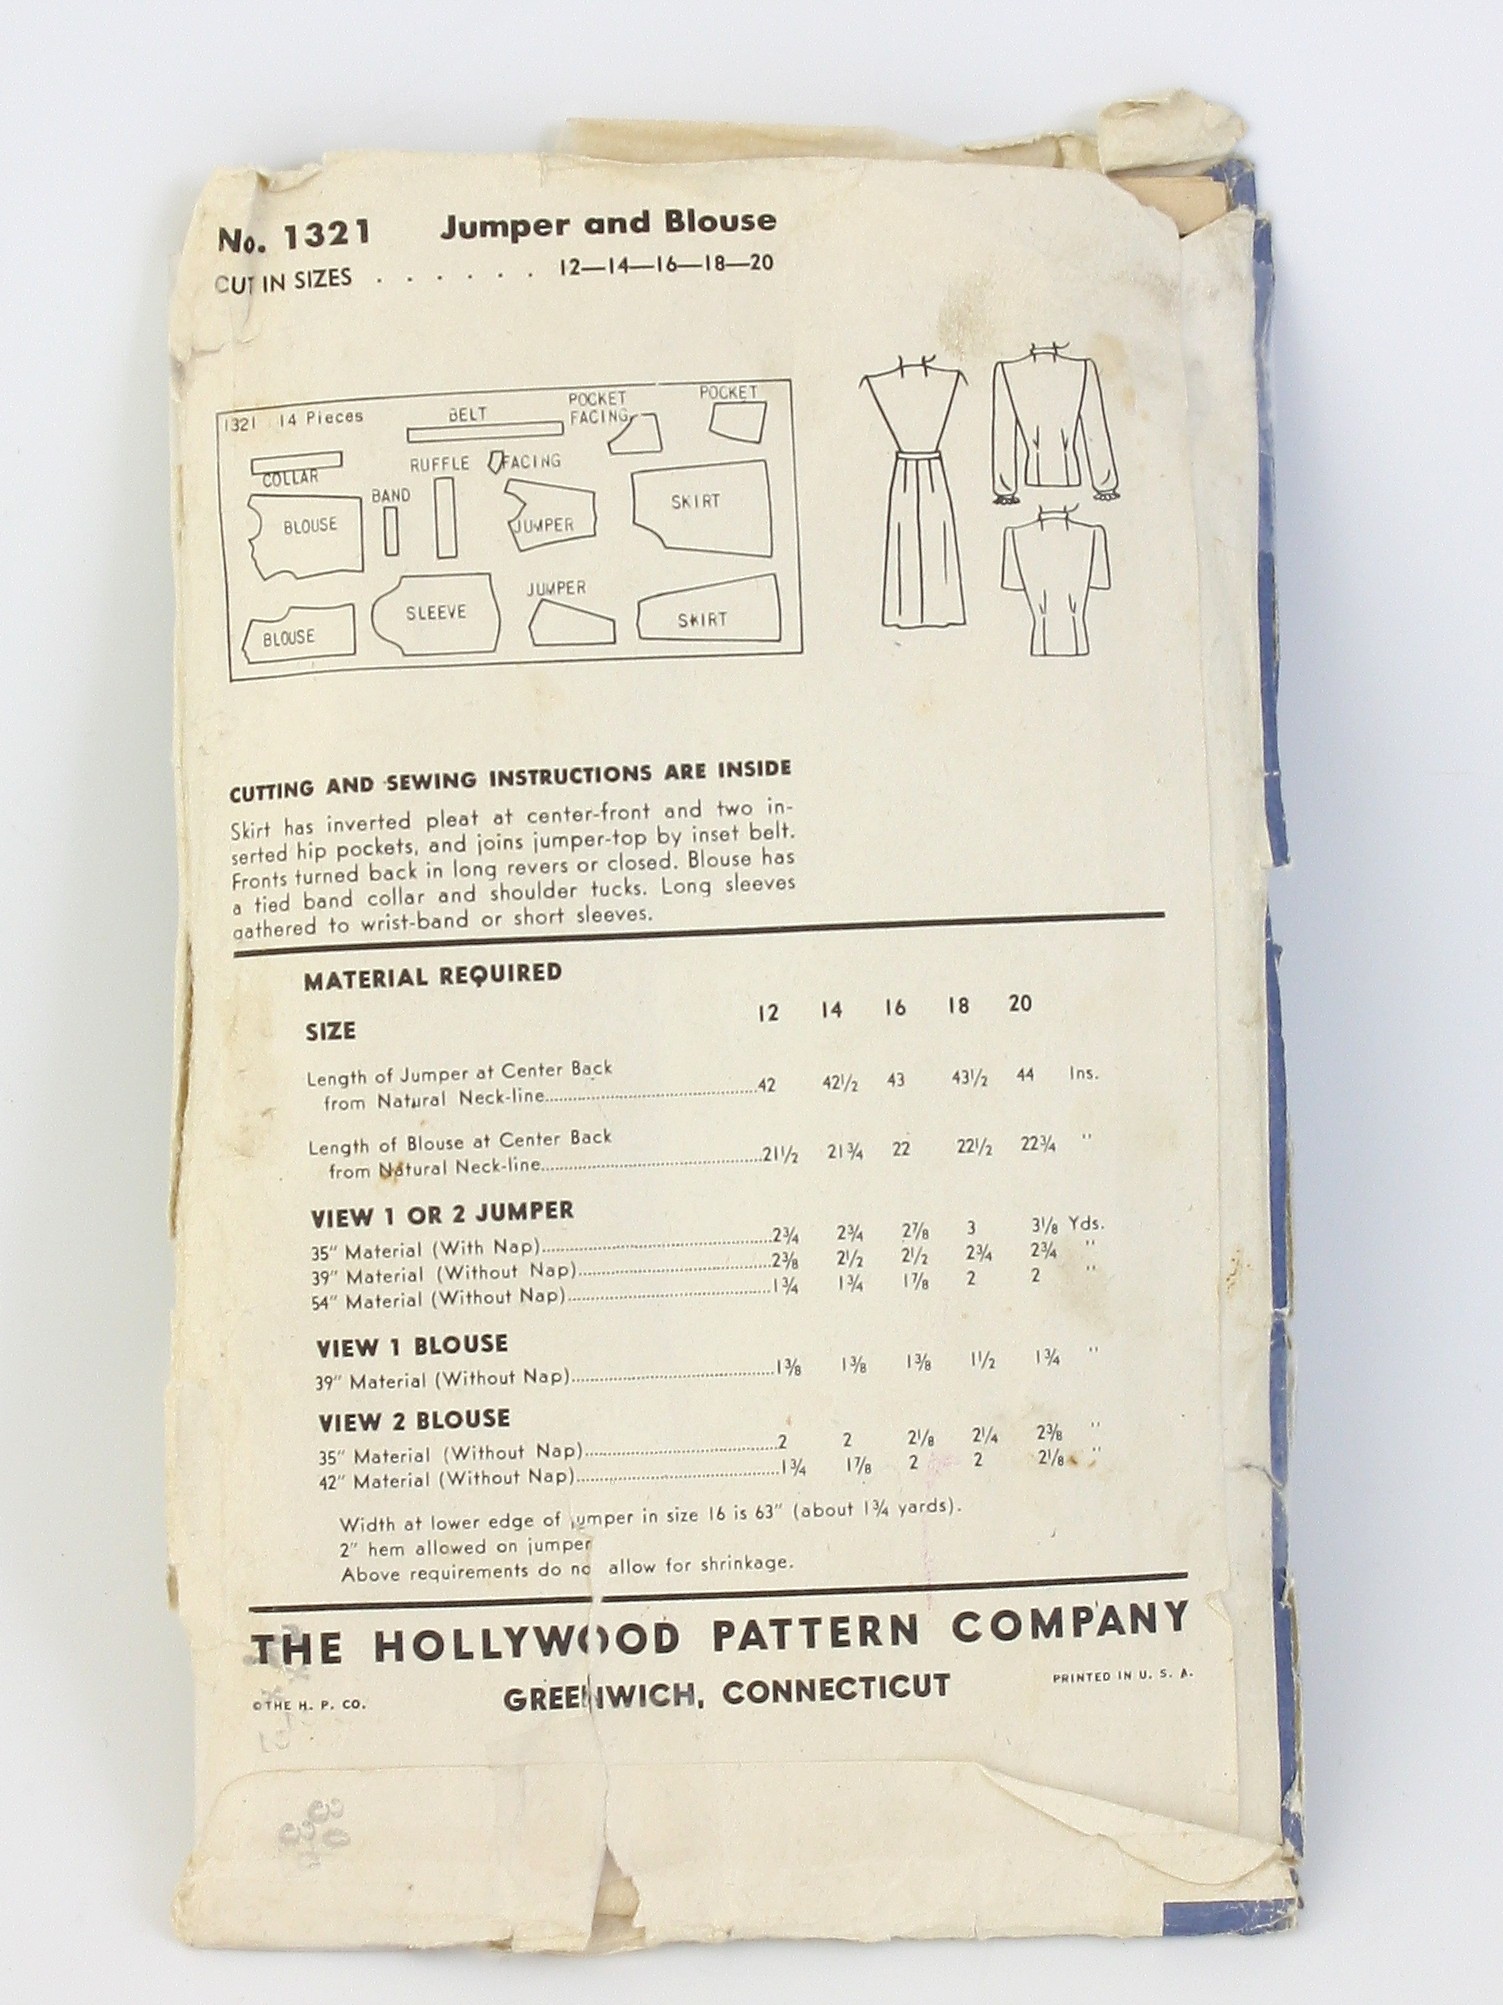 No. 1321 Jumper and Blouse
CUT IN SIZES . . . . . . 12—14—16—18—20
1321 14 Pieces
BELT
POCKET FACING
POCKET
COLLAR
RUFFLE
FACING
BAND
BLOUSE
JUMPER
SKIRT
JUMPER
SLEEVE
BLOUSE
SKIRT
CUTTING AND SEWING INSTRUCTIONS ARE INSIDE
Skirt has inverted pleat at center-front and two in-
serted hip pockets, and joins jumper-top by inset belt.
Fronts turned back in long revers or closed. Blouse has
a tied band collar and shoulder tucks. Long sleeves
gathered to wrist-band or short sleeves.
MATERIAL REQUIRED
SIZE 12 14 16 18 20
Length of Jumper at Center Back
from Natural Neck-line 42 42½ 43 43½ 44 Ins.
Length of Blouse at Center Back
from Natural Neck-line 21½ 21¾ 22 22½ 22¾ "
VIEW 1 OR 2 JUMPER
35" Material (With Nap) 2¾ 2¾ 2⅞ 3 3⅛ Yds.
39" Material (Without Nap) 2⅜ 2½ 2½ 2¾ 2¾ "
54" Material (Without Nap) 1¾ 1¾ 1⅞ 2 2 "
VIEW 1 BLOUSE
39" Material (Without Nap) 1⅜ 1⅜ 1⅜ 1½ 1¾ "
VIEW 2 BLOUSE
35" Material (Without Nap) 2 2 2⅛ 2¼ 2⅜ "
42" Material (Without Nap) 1¾ 1⅞ 2 2 2⅛ "
Width at lower edge of jumper in size 16 is 63" (about 1¾ yards).
2" hem allowed on jumper
Above requirements do no allow for shrinkage.
THE HOLLYWOOD PATTERN COMPANY
GREENWICH, CONNECTICUT
©THE H. P. CO.
PRINTED IN U. S. A.